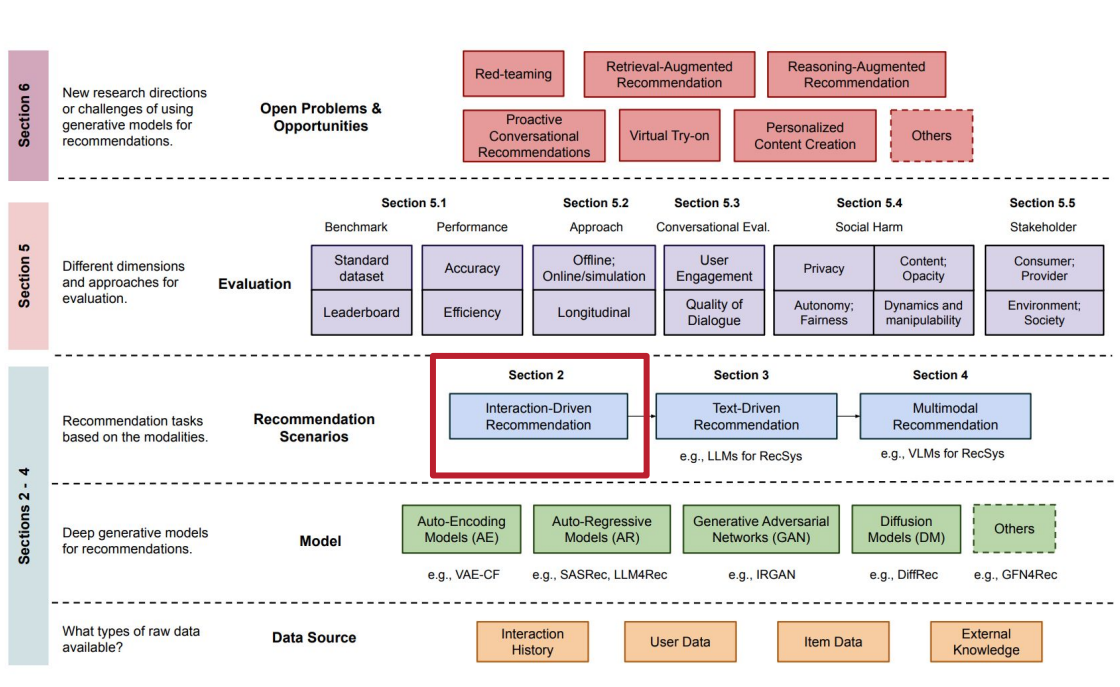 Section 6
New research directions
or challenges of using
generative models for
recommendations.
Open Problems &
Opportunities
Red-teaming
Retrieval-Augmented
Recommendation
Reasoning-Augmented
Recommendation
Proactive
Conversational
Recommendations
Virtual Try-on
Personalized
Content Creation
Others
Section 5
Different dimensions
and approaches for
evaluation.
Evaluation
Section 5.1
Benchmark
Performance
Standard
dataset
Accuracy
Leaderboard
Efficiency
Section 5.2
Approach
Offline;
Online/simulation
Longitudinal
Section 5.3
Conversational Eval.
User
Engagement
Quality of
Dialogue
Section 5.4
Social Harm
Privacy
Content;
Opacity
Autonomy;
Fairness
Dynamics and
manipulability
Section 5.5
Stakeholder
Consumer;
Provider
Environment;
Society
Sections 2 - 4
Recommendation tasks
based on the modalities.
Recommendation
Scenarios
Section 2
Interaction-Driven
Recommendation
Section 3
Text-Driven
Recommendation
e.g., LLMs for RecSys
Section 4
Multimodal
Recommendation
e.g., VLMs for RecSys
Deep generative models
for recommendations.
Model
Auto-Encoding
Models (AE)
e.g., VAE-CF
Auto-Regressive
Models (AR)
e.g., SASRec, LLM4Rec
Generative Adversarial
Networks (GAN)
e.g., IRGAN
Diffusion
Models (DM)
e.g., DiffRec
Others
e.g., GFN4Rec
What types of raw data
available?
Data Source
Interaction
History
User Data
Item Data
External
Knowledge